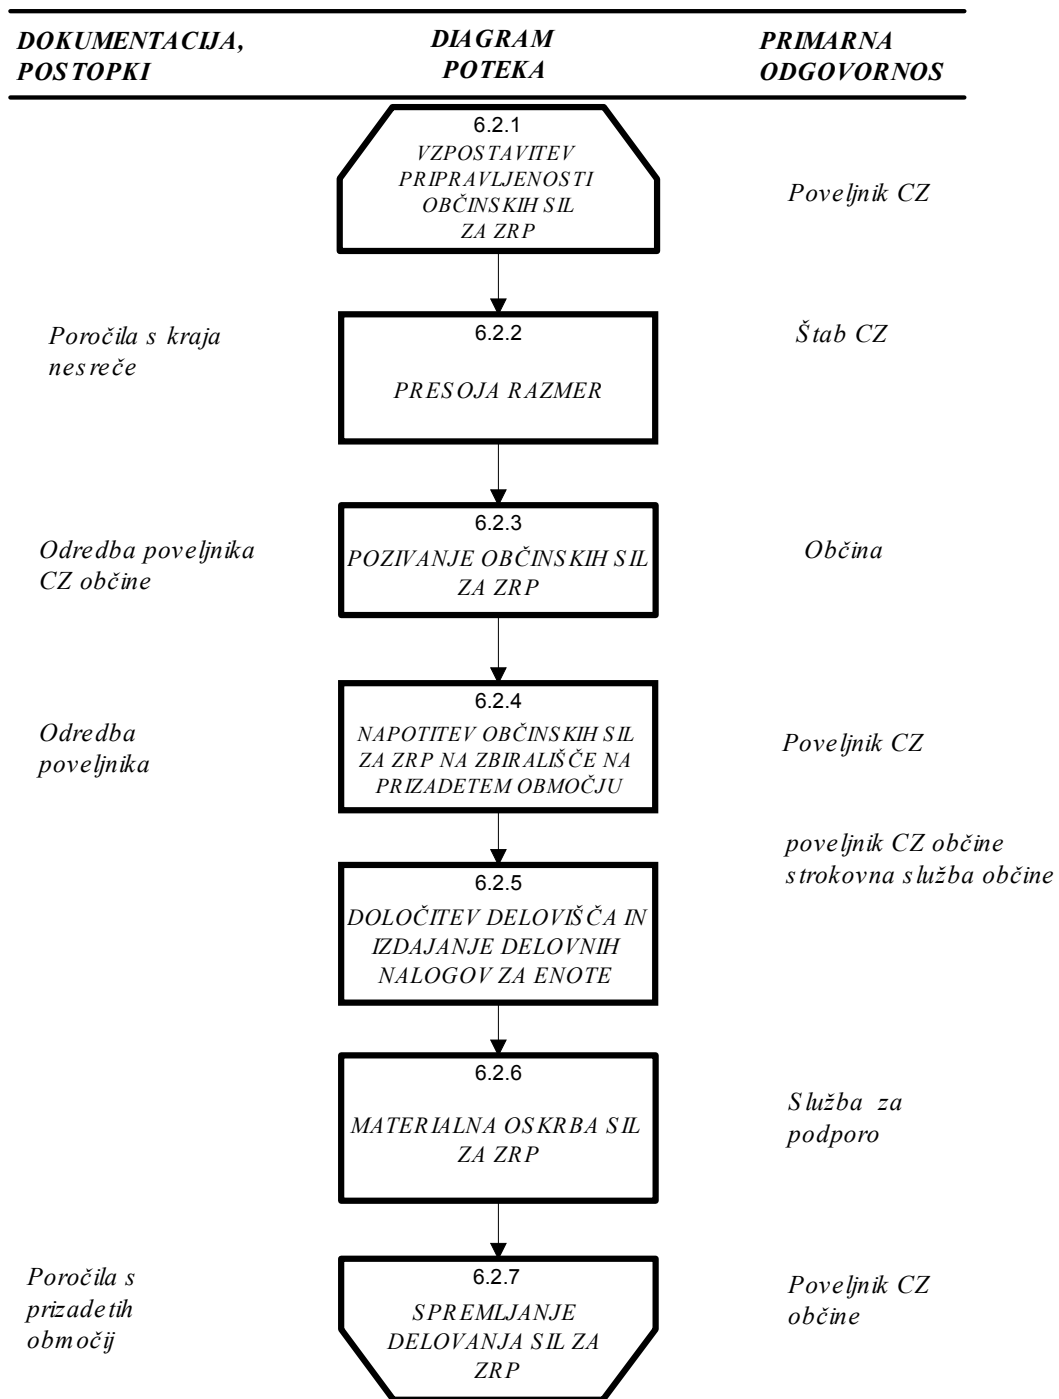 DOKUMENTACIJA,
POSTOPKI
DIAGRAM
POTEKA
PRIMARNA
ODGOVORNOS
6.2.1
VZPOSTAVITEV
PRIPRAVLJENOSTI
OBČINSKIH SIL
ZA ZRP
Poveljnik CZ
Poročila s kraja
nesreče
6.2.2
PRESOJA RAZMER
Štab CZ
Odredba poveljnika
CZ občine
6.2.3
POZIVANJE OBČINSKIH SIL
ZA ZRP
Občina
Odredba
poveljnika
6.2.4
NAPOTITEV OBČINSKIH SIL
ZA ZRP NA ZBIRALIŠČE NA
PRIZADETEM OBMOČJU
Poveljnik CZ
poveljnik CZ občine
strokovna služba občine
6.2.5
DOLOČITEV DELOVIŠČA IN
IZDAJANJE DELOVNIH
NALOGOV ZA ENOTE
6.2.6
MATERIALNA OSKRBA SIL
ZA ZRP
Služba za
podporo
Poročila s
prizadetih
območij
6.2.7
SPREMLJANJE
DELOVANJA SIL ZA
ZRP
Poveljnik CZ
občine